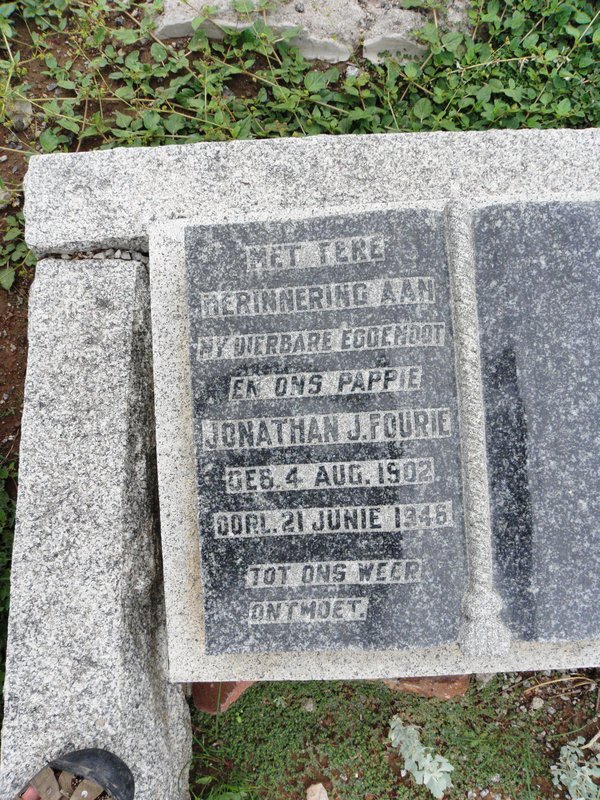 MET TERE
HERINNERING AAN
MY DIERBARE EGGENOOT
EN ONS PAPPIE
JONATHAN J. FOURIE
GEB. 4 AUG. 1902
OORL. 21 JUNIE 1946
TOT ONS WEER
ONTMOET.